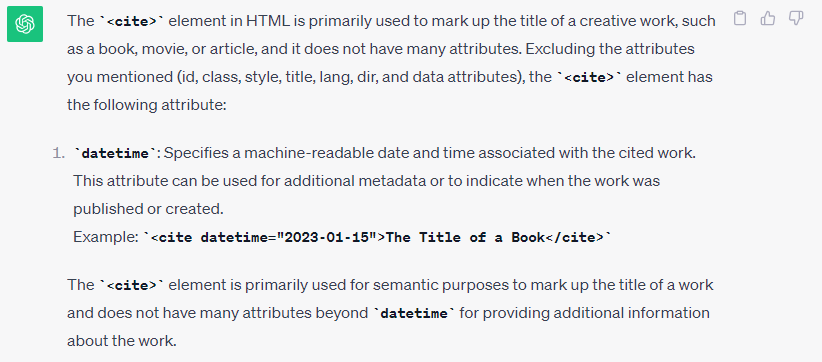 The `<cite>` element in HTML is primarily used to mark up the title of a creative work, such
as a book, movie, or article, and it does not have many attributes. Excluding the attributes
you mentioned (id, class, style, title, lang, dir, and data attributes), the `<cite>` element has
the following attribute:
1. `datetime`: Specifies a machine-readable date and time associated with the cited work.
This attribute can be used for additional metadata or to indicate when the work was
published or created.
Example: `<cite datetime="2023-01-15">The Title of a Book</cite>`
The `<cite>` element is primarily used for semantic purposes to mark up the title of a work
and does not have many attributes beyond `datetime` for providing additional information
about the work.